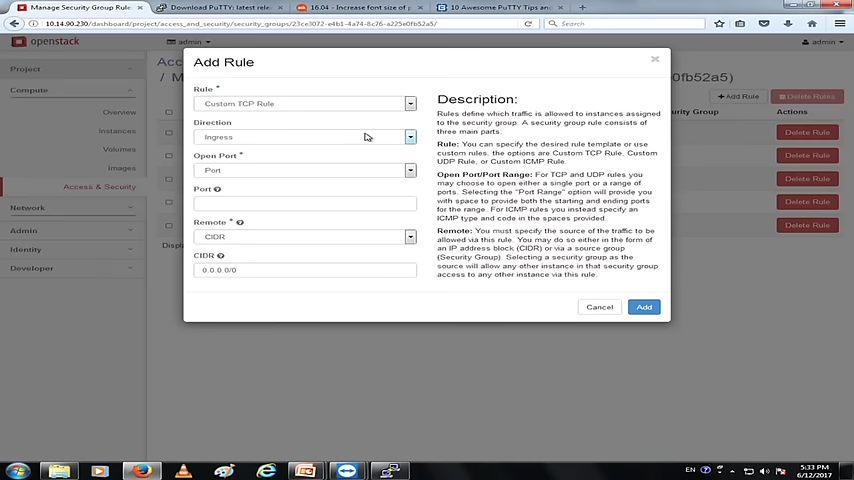 Manage Security Group Rule
Download PuTTY: latest relea
16.04 - Increase font size of p
10 Awesome PuTTY Tips and
10.14.90.230/dashboard/project/access_and_security/security_groups/23ce3072-e4b1-4a74-8c76-a225e0fb52a5/
Search
openstack
admin
admin
Project
Compute
Overview
Instances
Volumes
Images
Access & Security
Network
Admin
Identity
Developer
Acc
/ M
0fb52a5)
+Add Rule
Delete Rules
Security Group
Actions
Delete Rule
Delete Rule
Delete Rule
Delete Rule
Delete Rule
Displa
Add Rule
Rule *
Custom TCP Rule
Direction
Ingress
Open Port *
Port
Port
Remote *
CIDR
CIDR
0.0.0.0/0
Description:
Rules define which traffic is allowed to instances assigned
to the security group. A security group rule consists of
three main parts.
Rule: You can specify the desired rule template or use
custom rules, the options are Custom TCP Rule, Custom
UDP Rule, or Custom ICMP Rule.
Open Port/Port Range: For TCP and UDP rules you
may choose to open either a single port or a range of
ports. Selecting the "Port Range" option will provide you
with space to provide both the starting and ending ports
for the range. For ICMP rules you instead specify an
ICMP type and code in the spaces provided.
Remote: You must specify the source of the traffic to be
allowed via this rule. You may do so either in the form of
an IP address block (CIDR) or via a source group
(Security Group). Selecting a security group as the
source will allow any other instance in that security group
access to any other instance via this rule.
Cancel
Add
EN
5:33 PM
6/12/2017